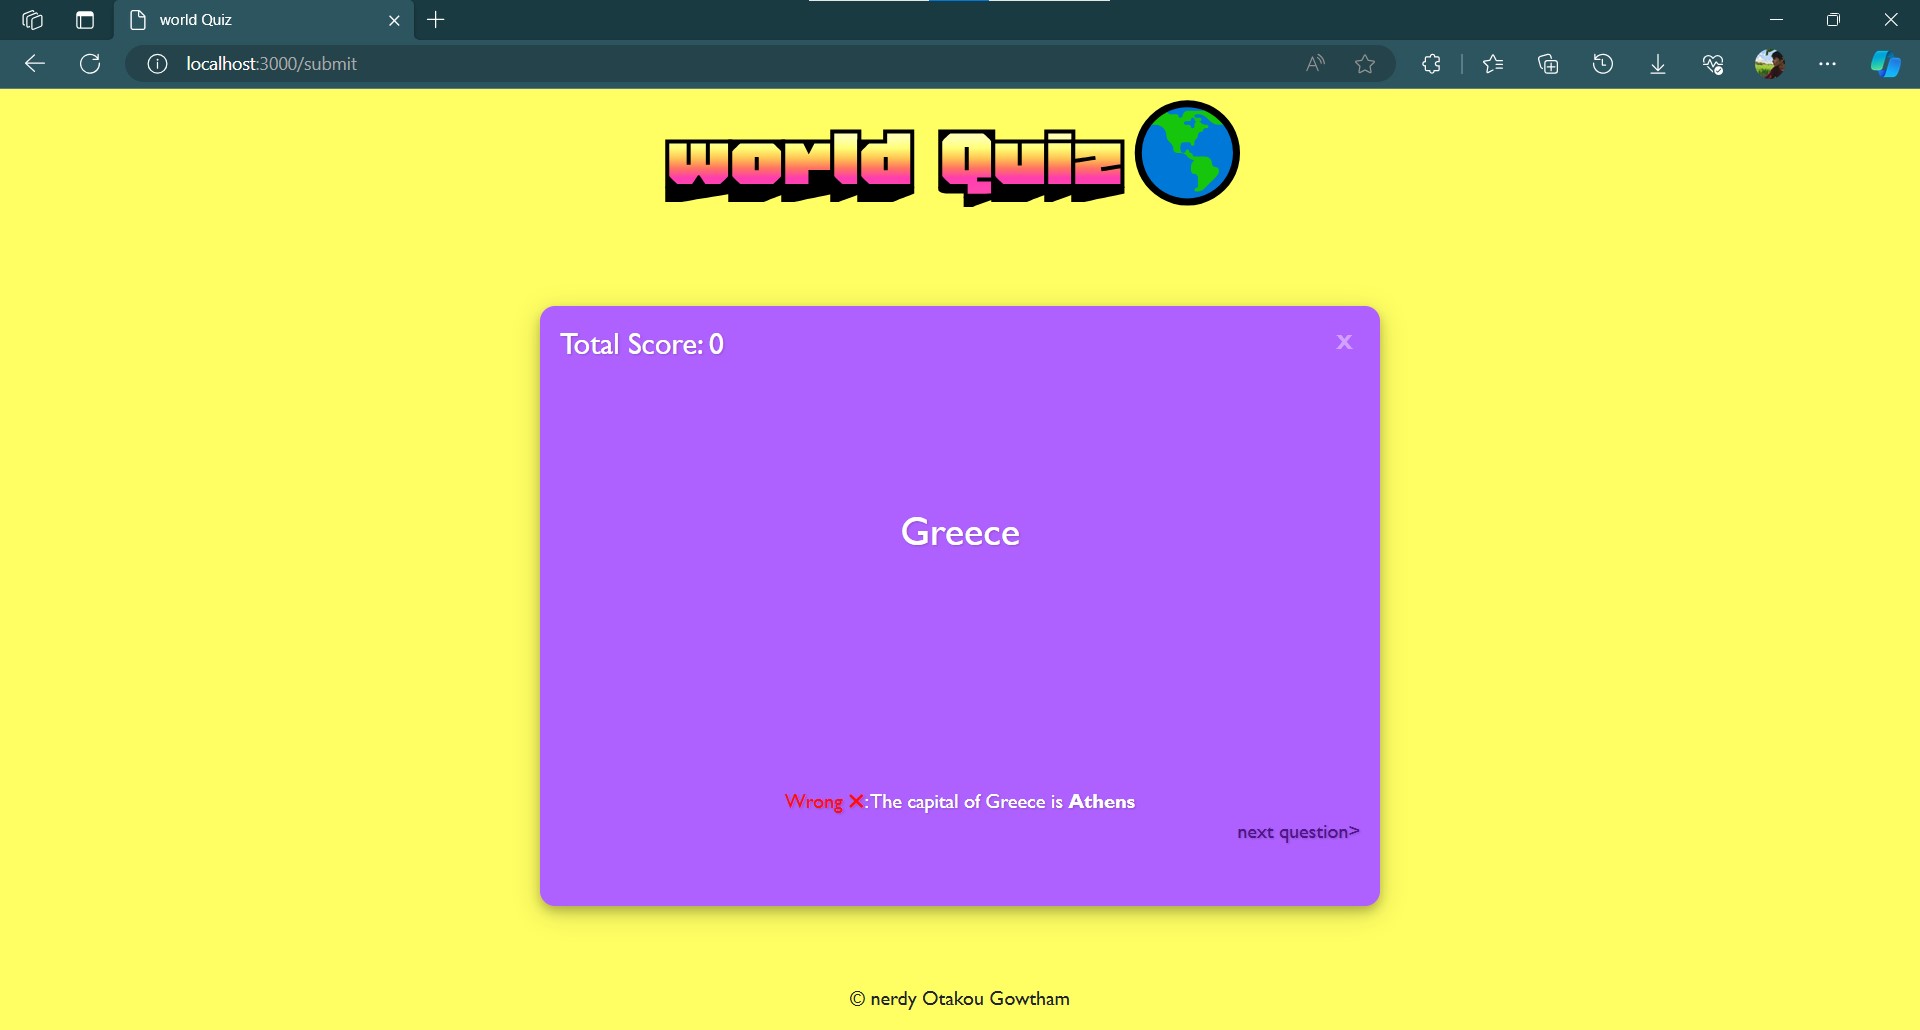 world Quiz
localhost:3000/submit
world Quiz
Total Score: 0
x
Greece
Wrong ❌:The capital of Greece is Athens
next question>
© nerdy Otakou Gowtham